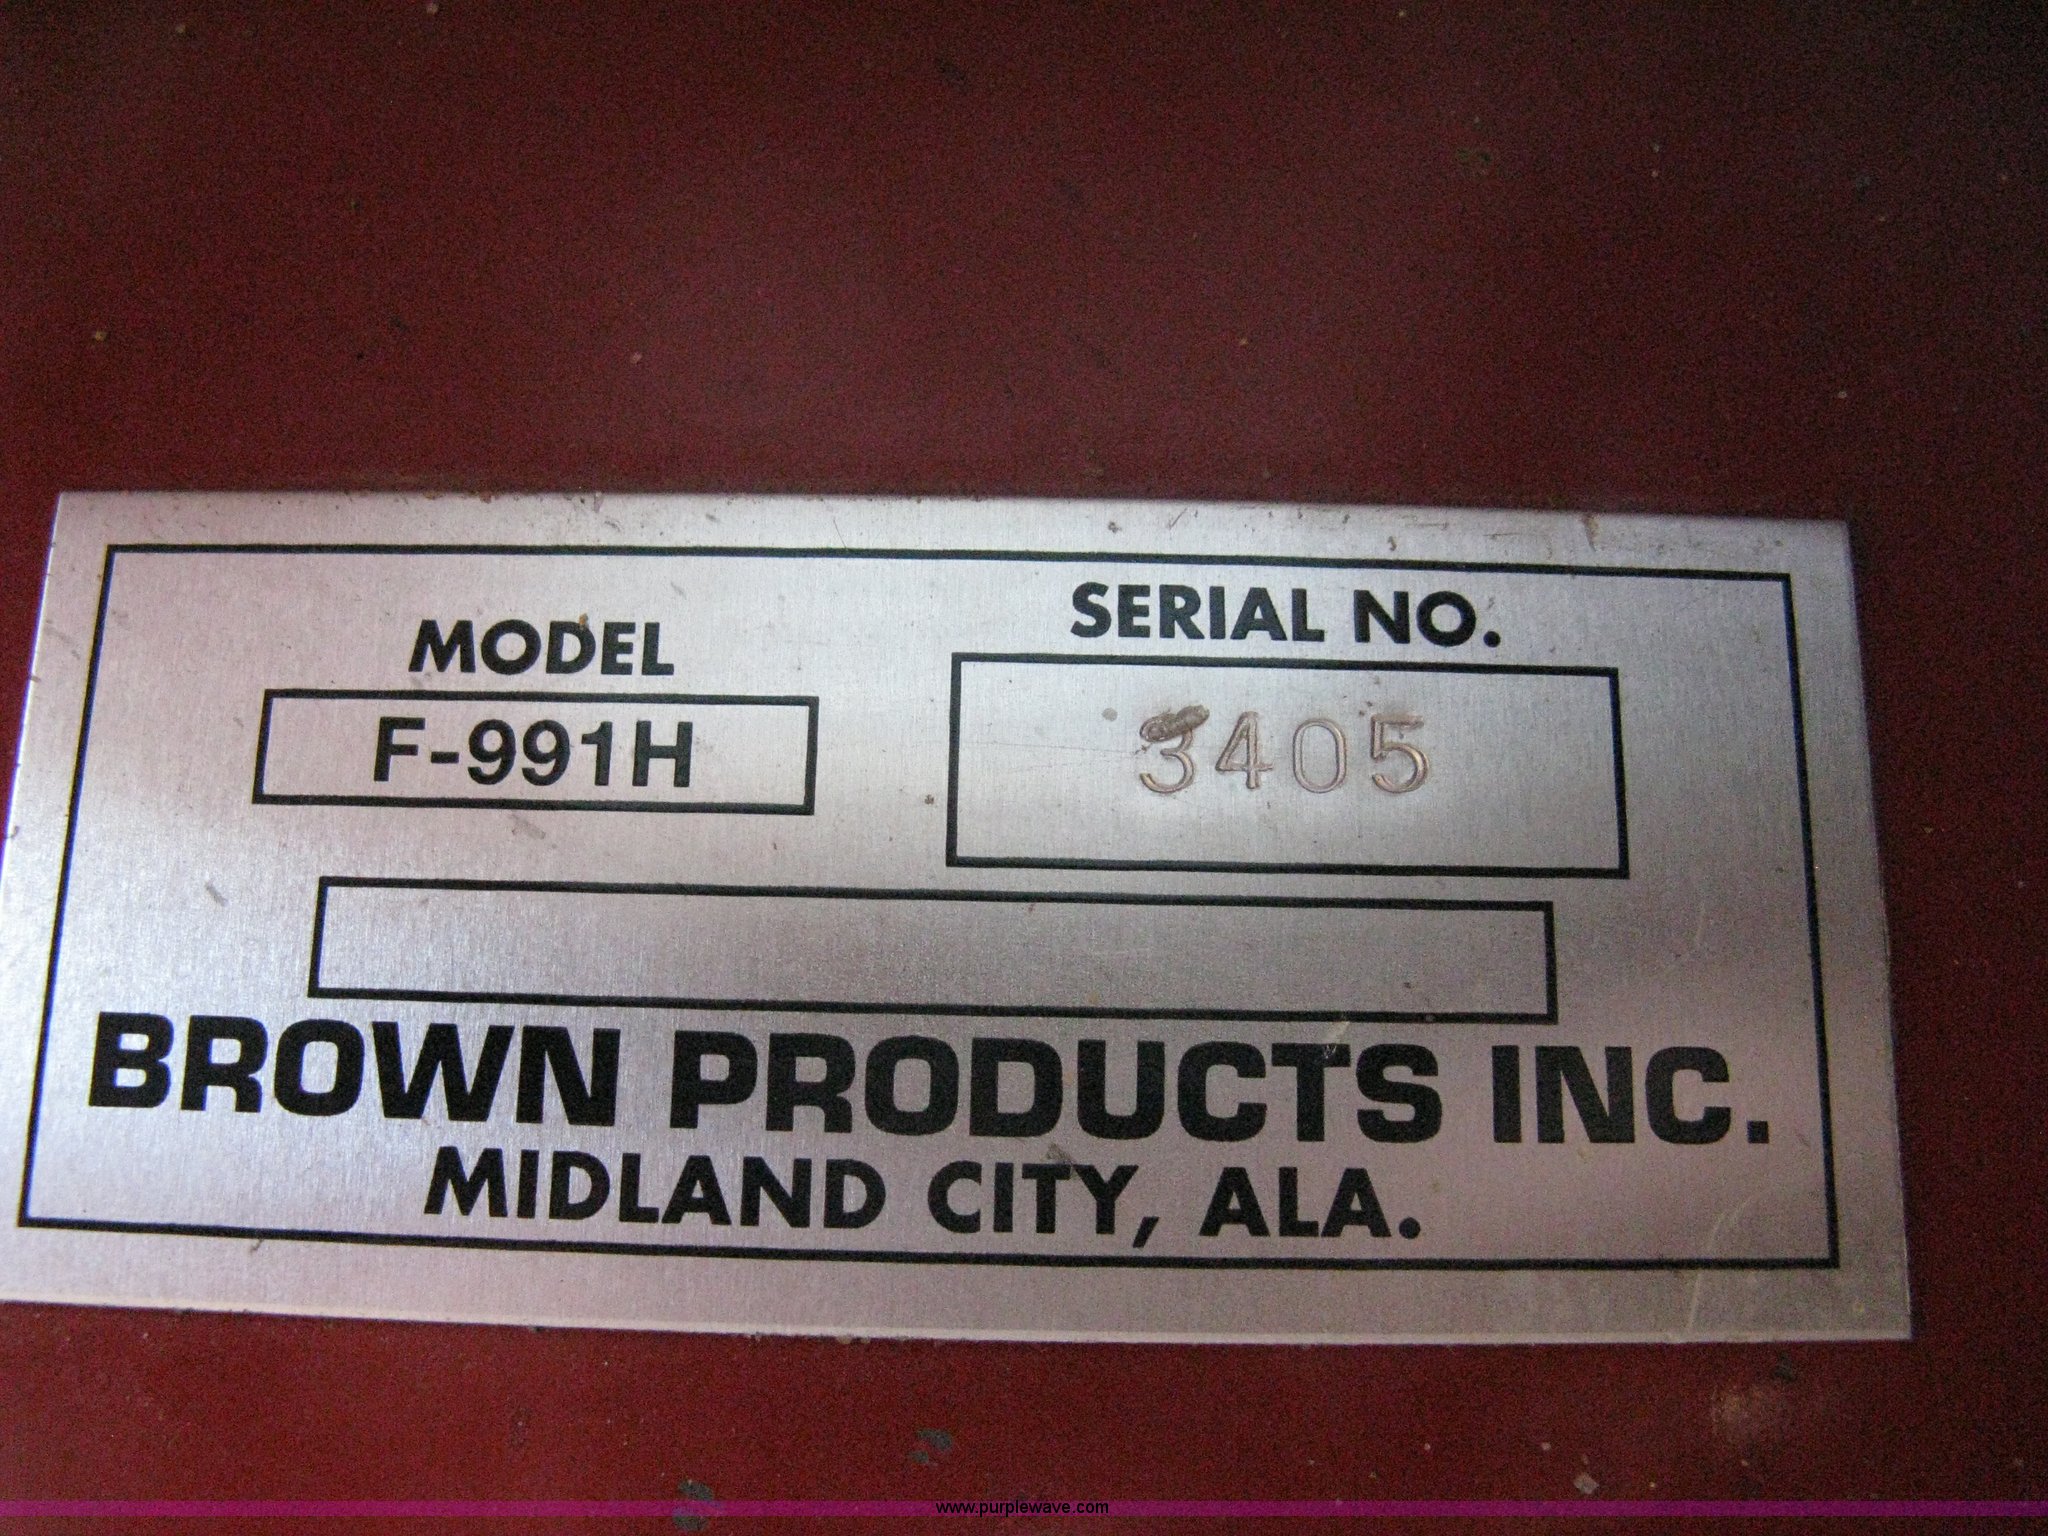 MODEL
F-991H
SERIAL NO.
3405
BROWN PRODUCTS INC.
MIDLAND CITY, ALA.
www.purplewave.com